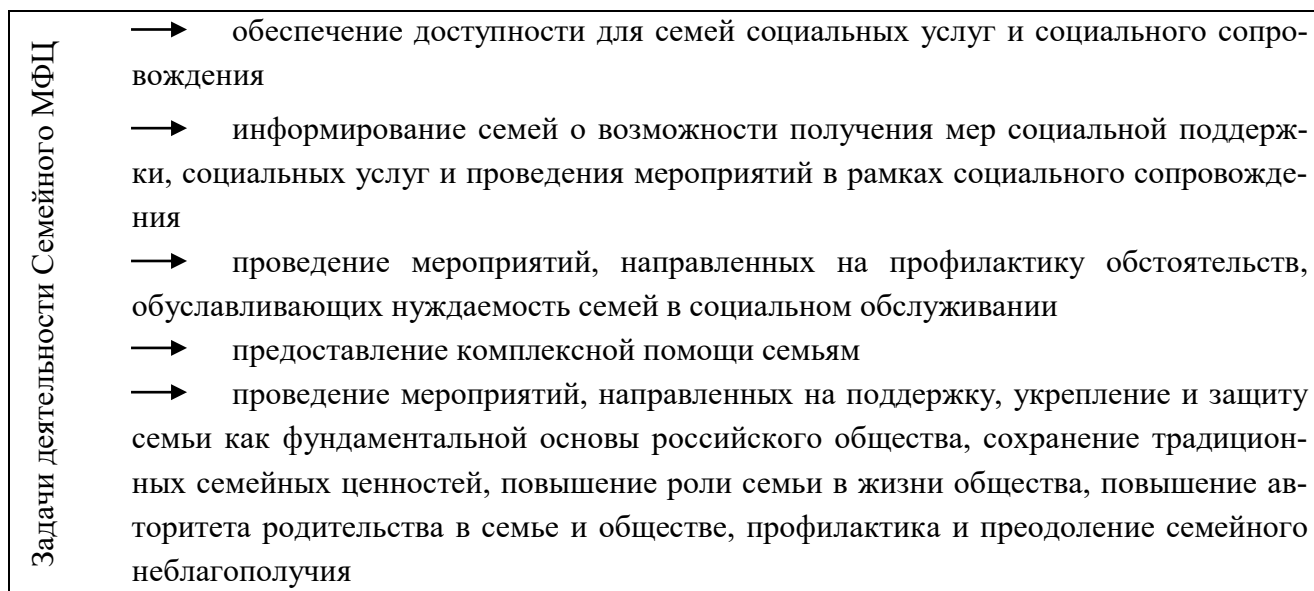 Задачи деятельности Семейного МФЦ
обеспечение доступности для семей социальных услуг и социального сопро-
вождения
информирование семей о возможности получения мер социальной поддерж-
ки, социальных услуг и проведения мероприятий в рамках социального сопровожде-
ния
проведение мероприятий, направленных на профилактику обстоятельств,
обуславливающих нуждаемость семей в социальном обслуживании
предоставление комплексной помощи семьям
проведение мероприятий, направленных на поддержку, укрепление и защиту
семьи как фундаментальной основы российского общества, сохранение традицион-
ных семейных ценностей, повышение роли семьи в жизни общества, повышение ав-
торитета родительства в семье и обществе, профилактика и преодоление семейного
неблагополучия